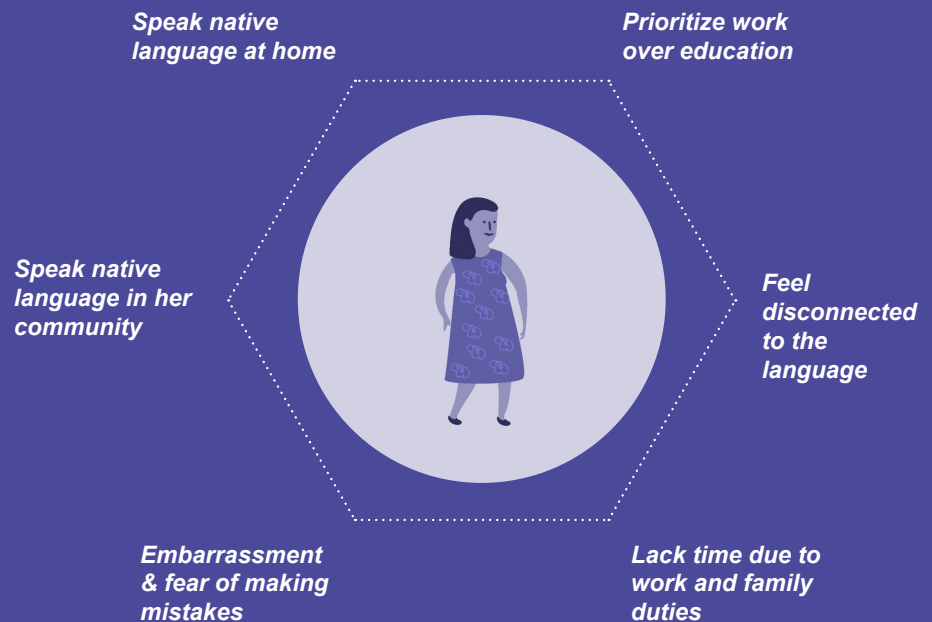 Speak native
language at home
Prioritize work
over education
Speak native
language in her
community
Feel
disconnected
to the
language
Embarrassment
& fear of making
mistakes
Lack time due to
work and family
duties